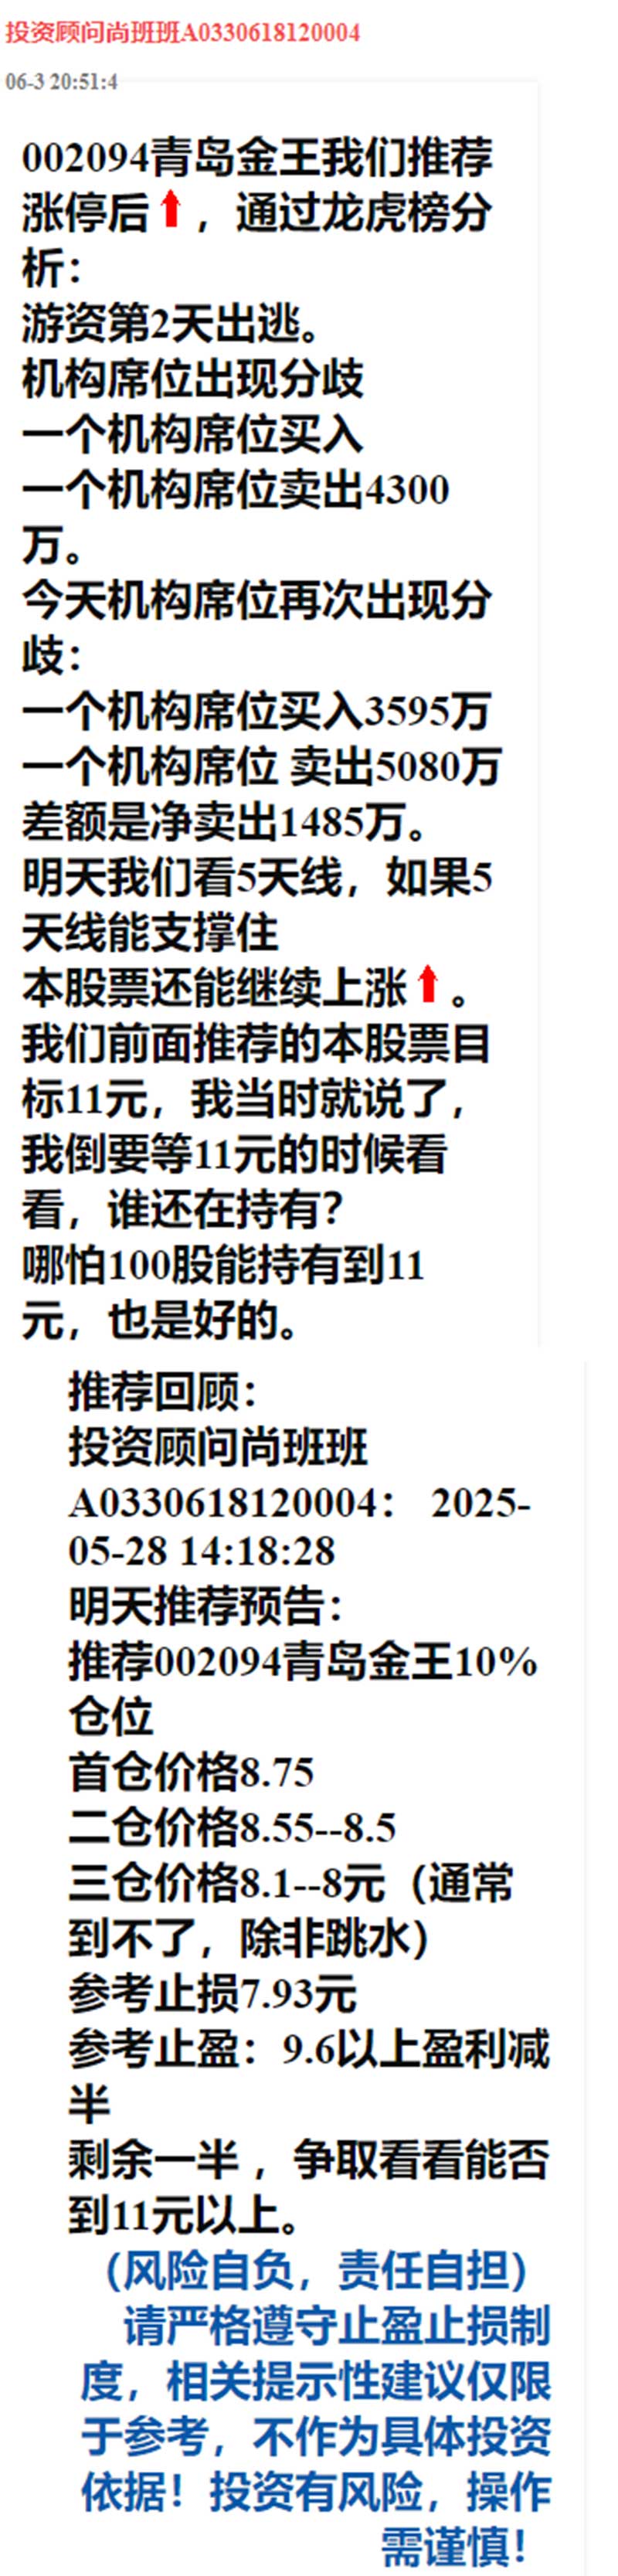 投资顾问尚班班A0330618120004
06-3 20:51:4
002094青岛金王我们推荐
涨停后，通过龙虎榜分
析：
游资第2天出逃。
机构席位出现分歧
一个机构席位买入
一个机构席位卖出4300
万。
今天机构席位再次出现分
歧：
一个机构席位买入3595万
一个机构席位 卖出5080万
差额是净卖出1485万。
明天我们看5天线，如果5
天线能支撑住
本股票还能继续上涨。
我们前面推荐的本股票目
标11元，我当时就说了，
我倒要等11元的时候看
看，谁还在持有？
哪怕100股能持有到11
元，也是好的。
推荐回顾：
投资顾问尚班班
A0330618120004： 2025-
05-28 14:18:28
明天推荐预告：
推荐002094青岛金王10%
仓位
首仓价格8.75
二仓价格8.55--8.5
三仓价格8.1--8元（通常
到不了，除非跳水）
参考止损7.93元
参考止盈：9.6以上盈利减
半
剩余一半 ，争取看看能否
到11元以上。
（风险自负，责任自担）
请严格遵守止盈止损制
度，相关提示性建议仅限
于参考，不作为具体投资
依据！投资有风险，操作
需谨慎！